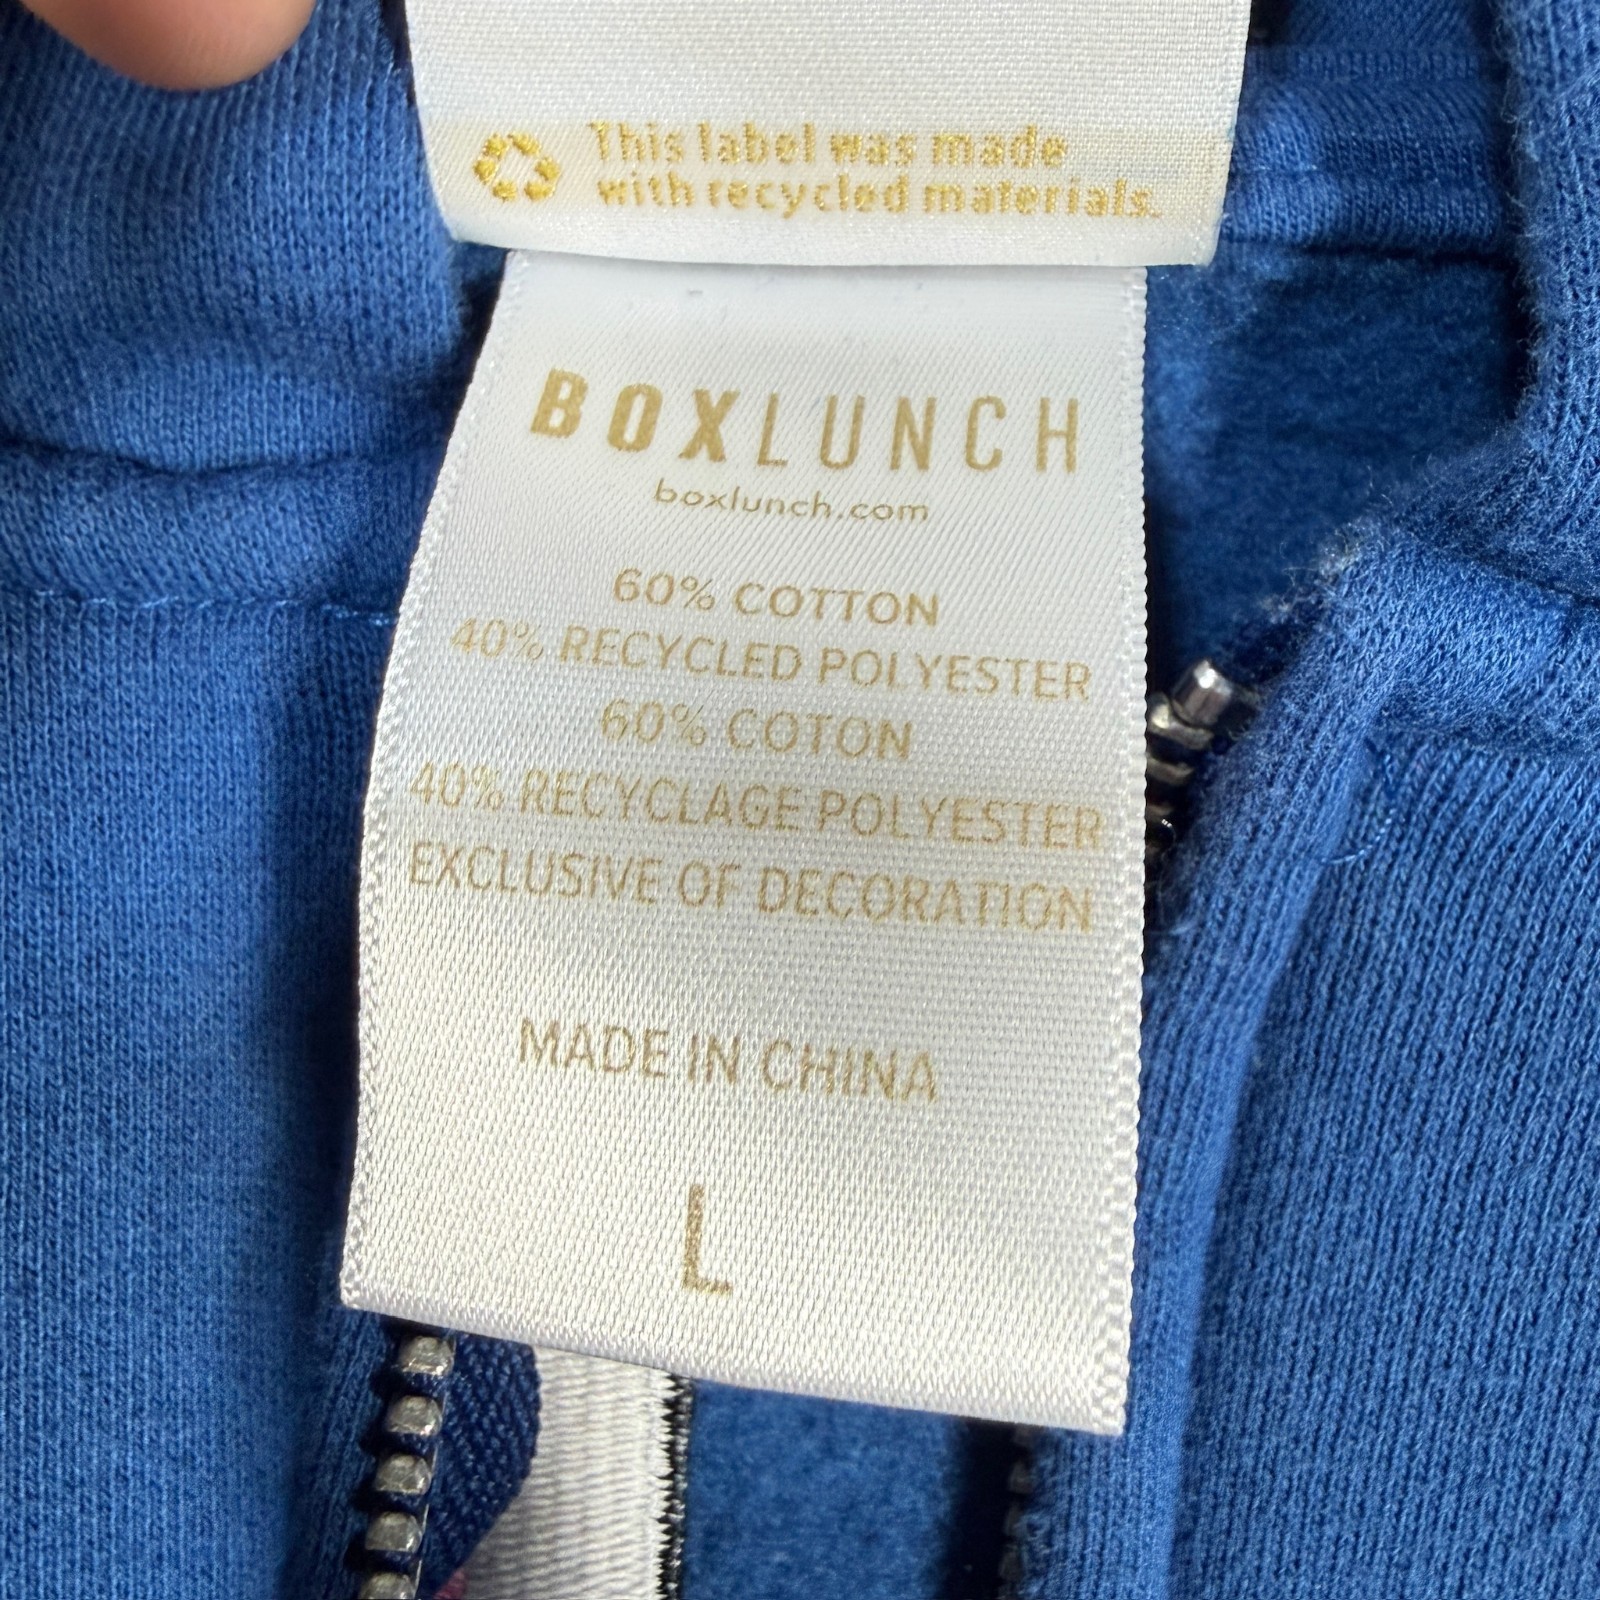 This label was made
with recycled materials.
BOXLUNCH
boxlunch.com
60% COTTON
40% RECYCLED POLYESTER
60% COTON
40% RECYCLAGE POLYESTER
EXCLUSIVE OF DECORATION
MADE IN CHINA
L